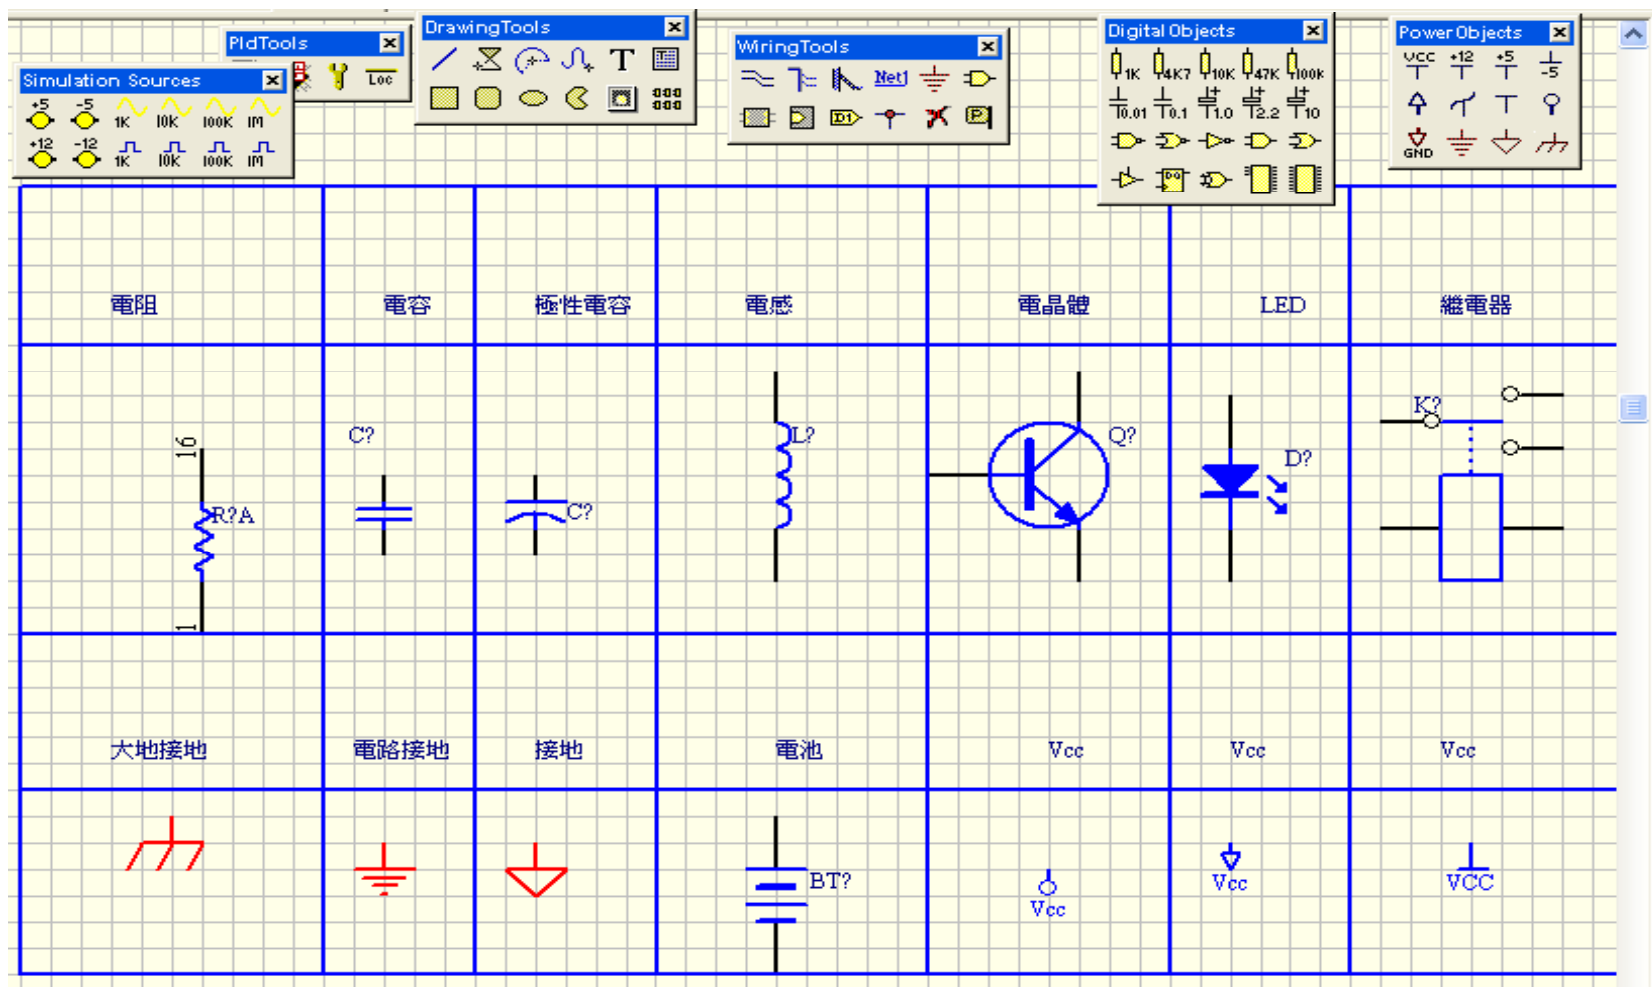 PldTools
DrawingTools
WiringTools
Digital Objects
Power Objects
Simulation Sources
Loc
T
Net1
D1
P
+5 -5 1K 10K 100K 1M
+12 -12 1K 10K 100K 1M
1K 4K7 10K 47K 100K
0.01 0.1 1.0 2.2 10
VCC +12 +5 -5
GND
電阻 電容 極性電容 電感 電晶體 LED 繼電器
16
R?A
1
C?
C?
L?
Q?
D?
K?
大地接地 電路接地 接地 電池 Vcc Vcc Vcc
BT?
Vcc
Vcc
VCC